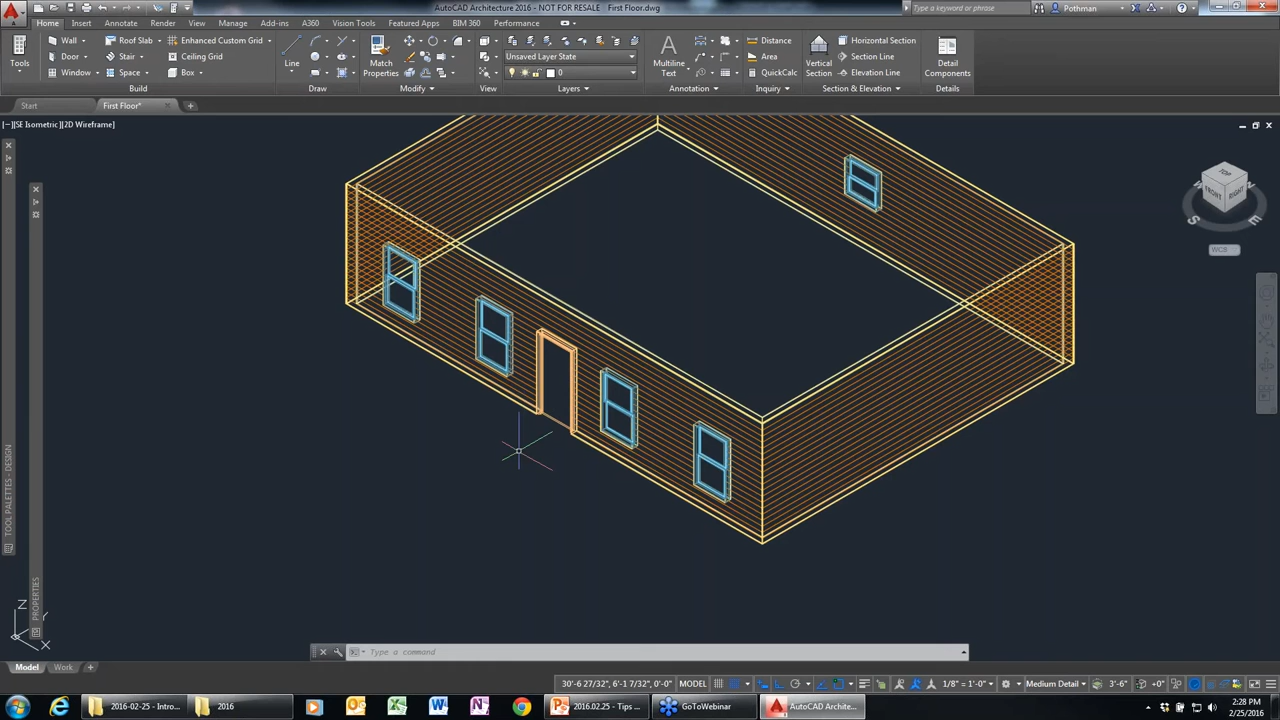 AutoCAD Architecture 2016 - NOT FOR RESALE   First Floor.dwg
Type a keyword or phrase
Pothman
Home Insert Annotate Render View Manage Add-ins A360 Vision Tools Featured Apps BIM 360 Performance
Wall Roof Slab Enhanced Custom Grid
Door Stair Ceiling Grid
Window Space Box
Tools
Build
Line
Draw
Match
Properties
Modify
View
Unsaved Layer State
0
Layers
Multiline
Text
Annotation
Distance
Area
QuickCalc
Inquiry
Vertical
Section
Horizontal Section
Section Line
Elevation Line
Section & Elevation
Detail
Components
Details
Start First Floor*
[−][SE Isometric][2D Wireframe]
TOP
FRONT
RIGHT
W
S
E
WCS
TOOL PALETTES - DESIGN
PROPERTIES
Z
Y
X
Type a command
Model Work
30'-6 27/32", 6'-1 7/32", 0'-0" MODEL 1/8" = 1'-0" Medium Detail 3'-6" +0"
2016-02-25 - Intro...
2016
2016.02.25 - Tips ...
GoToWebinar
AutoCAD Archite...
2:28 PM
2/25/2016